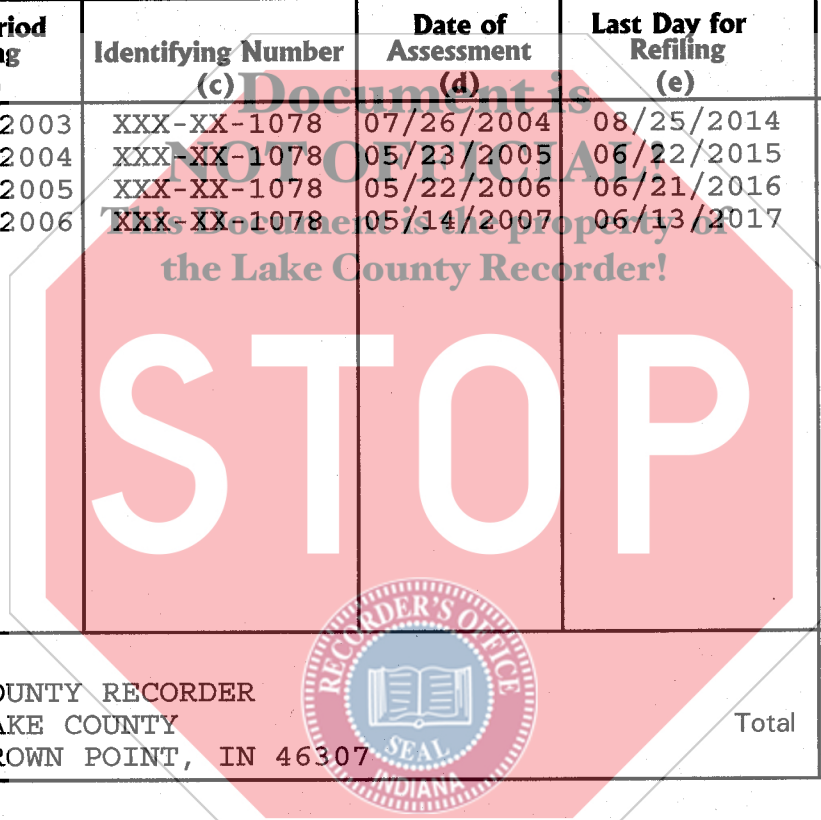 riod
ng
Identifying Number
(c)
Date of
Assessment
(d)
Last Day for
Refiling
(e)
2003 XXX-XX-1078 07/26/2004 08/25/2014
2004 XXX-XX-1078 05/23/2005 06/22/2015
2005 XXX-XX-1078 05/22/2006 06/21/2016
2006 XXX-XX-1078 05/14/2007 06/13/2017
Document is
NOT OFFICIAL!
This Document is the property of
the Lake County Recorder!
STOP
RECORDER'S OFFICE
SEAL
INDIANA
OUNTY RECORDER
AKE COUNTY
ROWN POINT, IN 46307
Total